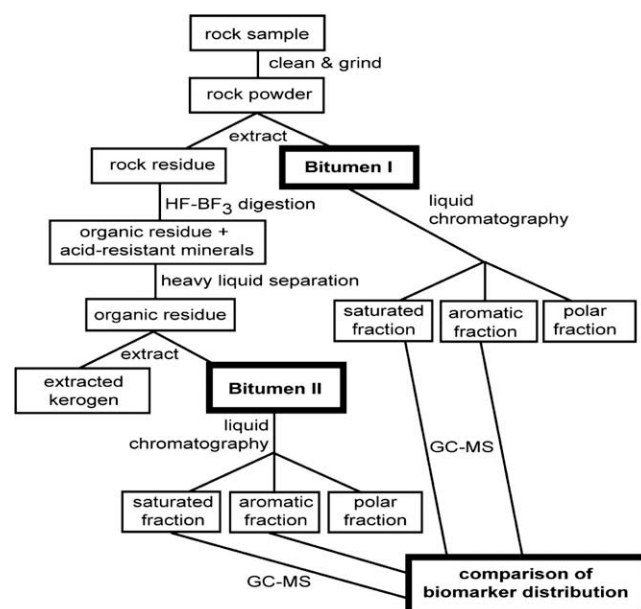 rock sample
clean & grind
rock powder
extract
rock residue
Bitumen I
HF-BF3 digestion
liquid
chromatography
organic residue +
acid-resistant minerals
heavy liquid separation
saturated
fraction
aromatic
fraction
polar
fraction
organic residue
extract
extracted
kerogen
Bitumen II
liquid
chromatography
GC-MS
saturated
fraction
aromatic
fraction
polar
fraction
GC-MS
comparison of
biomarker distribution